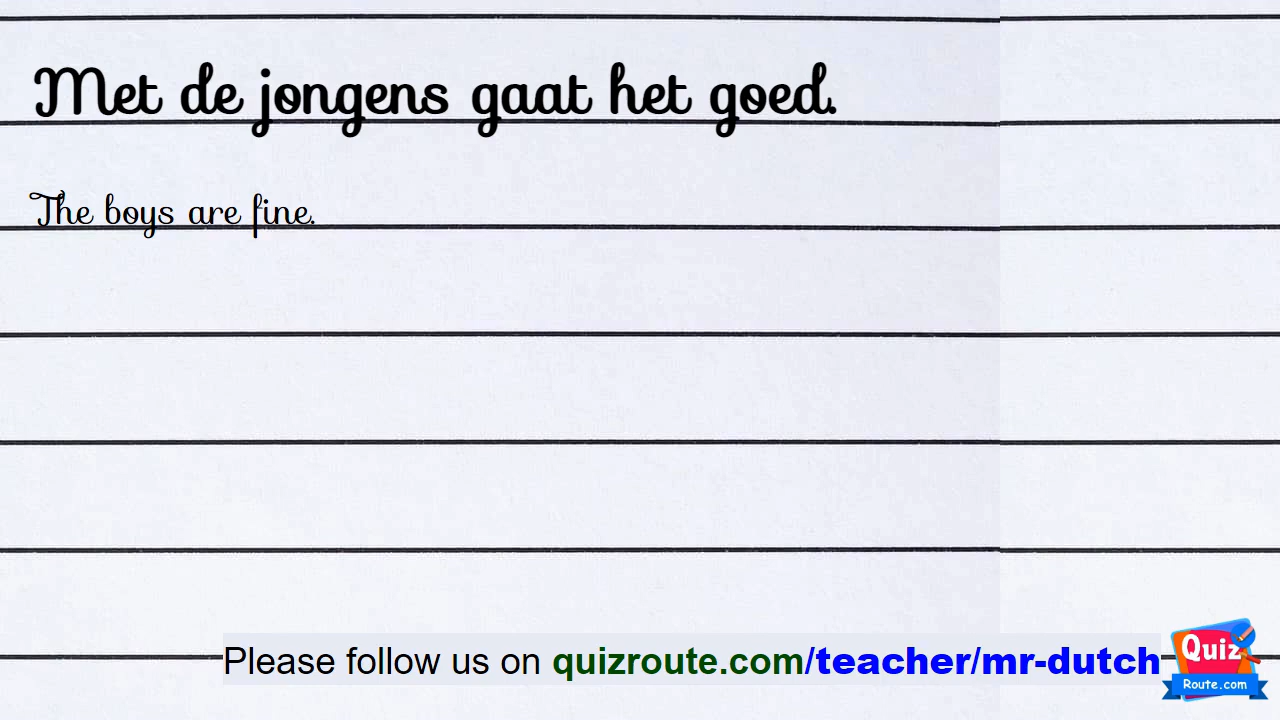 Met de jongens gaat het goed.
The boys are fine.
Please follow us on quizroute.com/teacher/mr-dutch
Quiz
Route.com